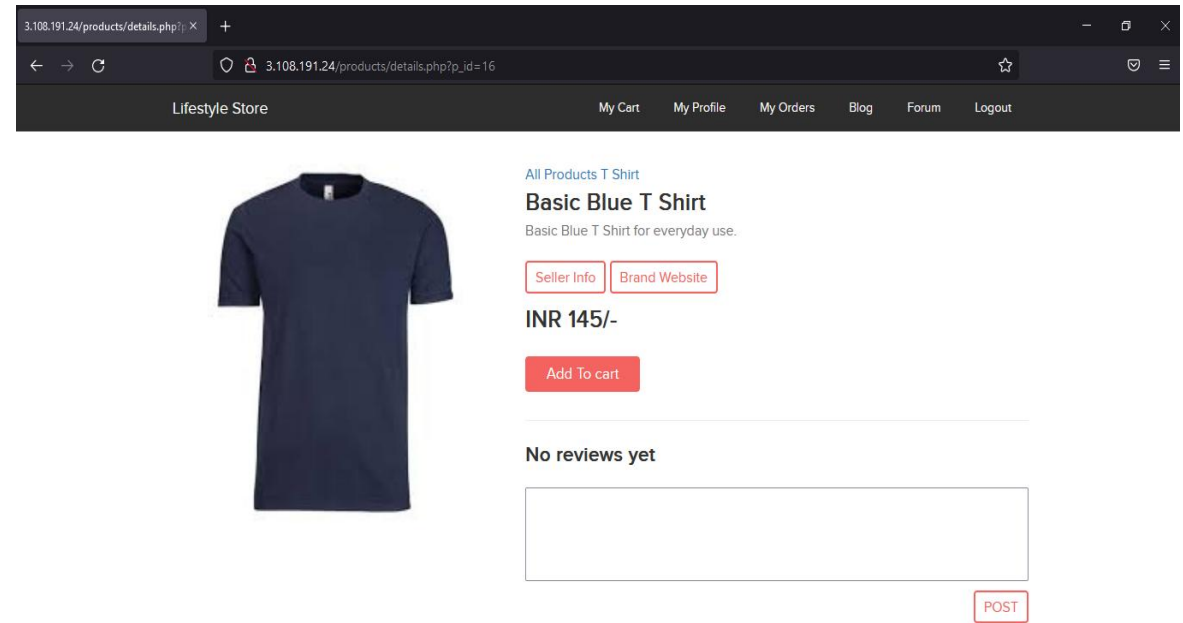 3.108.191.24/products/details.php?p
3.108.191.24/products/details.php?p_id=16
Lifestyle Store My Cart My Profile My Orders Blog Forum Logout
All Products T Shirt
Basic Blue T Shirt
Basic Blue T Shirt for everyday use.
Seller Info Brand Website
INR 145/-
Add To cart
No reviews yet
POST